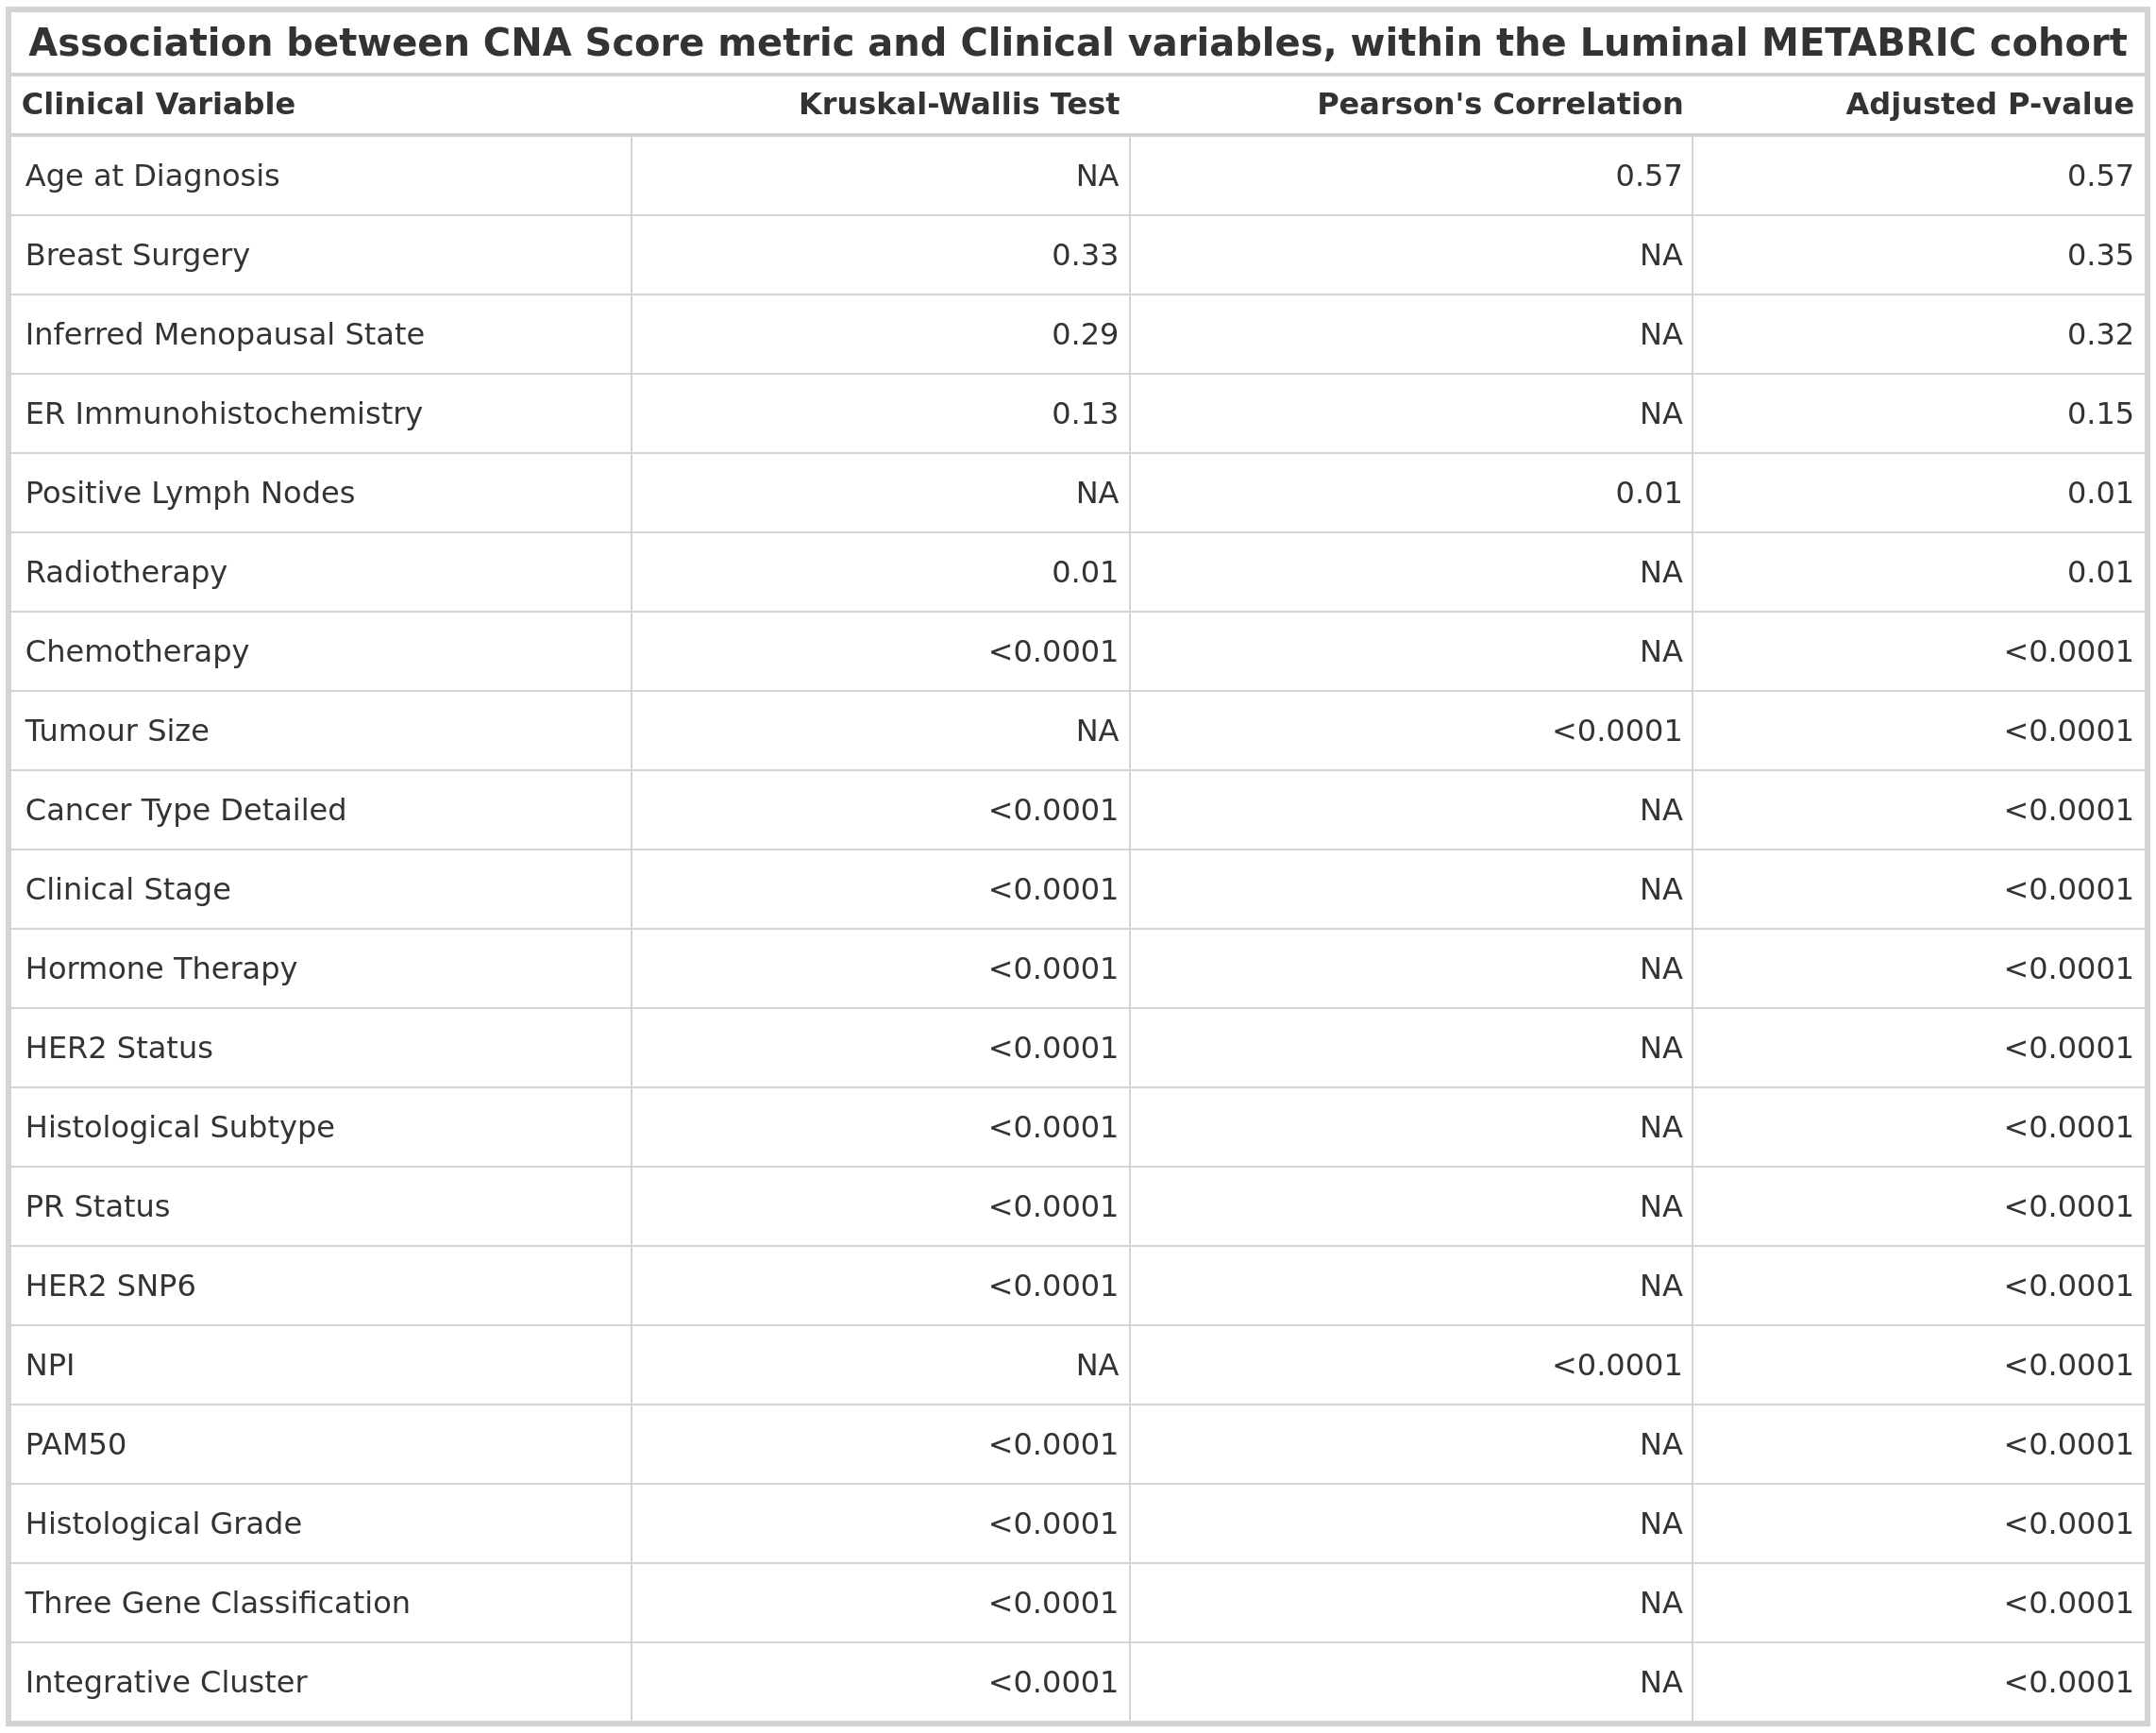 Association between CNA Score metric and Clinical variables, within the Luminal METABRIC cohort
Clinical Variable Kruskal-Wallis Test Pearson's Correlation Adjusted P-value
Age at Diagnosis NA 0.57 0.57
Breast Surgery 0.33 NA 0.35
Inferred Menopausal State 0.29 NA 0.32
ER Immunohistochemistry 0.13 NA 0.15
Positive Lymph Nodes NA 0.01 0.01
Radiotherapy 0.01 NA 0.01
Chemotherapy <0.0001 NA <0.0001
Tumour Size NA <0.0001 <0.0001
Cancer Type Detailed <0.0001 NA <0.0001
Clinical Stage <0.0001 NA <0.0001
Hormone Therapy <0.0001 NA <0.0001
HER2 Status <0.0001 NA <0.0001
Histological Subtype <0.0001 NA <0.0001
PR Status <0.0001 NA <0.0001
HER2 SNP6 <0.0001 NA <0.0001
NPI NA <0.0001 <0.0001
PAM50 <0.0001 NA <0.0001
Histological Grade <0.0001 NA <0.0001
Three Gene Classification <0.0001 NA <0.0001
Integrative Cluster <0.0001 NA <0.0001